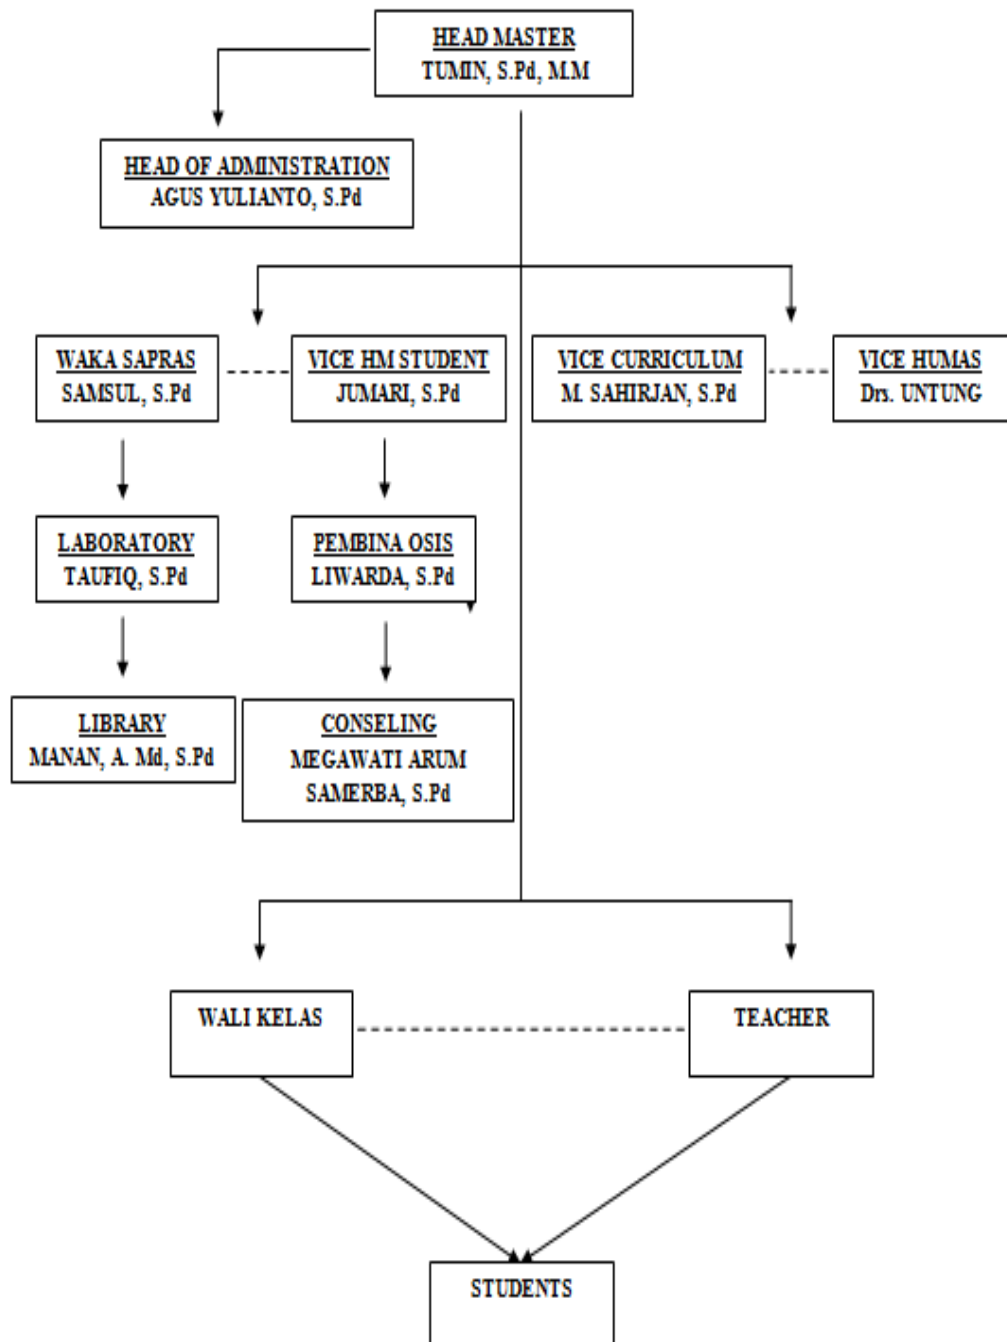 HEAD MASTER
TUMIN, S.Pd, M.M
HEAD OF ADMINISTRATION
AGUS YULIANTO, S.Pd
WAKA SAPRAS
SAMSUL, S.Pd
VICE HM STUDENT
JUMARI, S.Pd
VICE CURRICULUM
M. SAHIRJAN, S.Pd
VICE HUMAS
Drs. UNTUNG
LABORATORY
TAUFIQ, S.Pd
PEMBINA OSIS
LIWARDA, S.Pd
LIBRARY
MANAN, A. Md, S.Pd
CONSELING
MEGAWATI ARUM
SAMERBA, S.Pd
WALI KELAS
TEACHER
STUDENTS